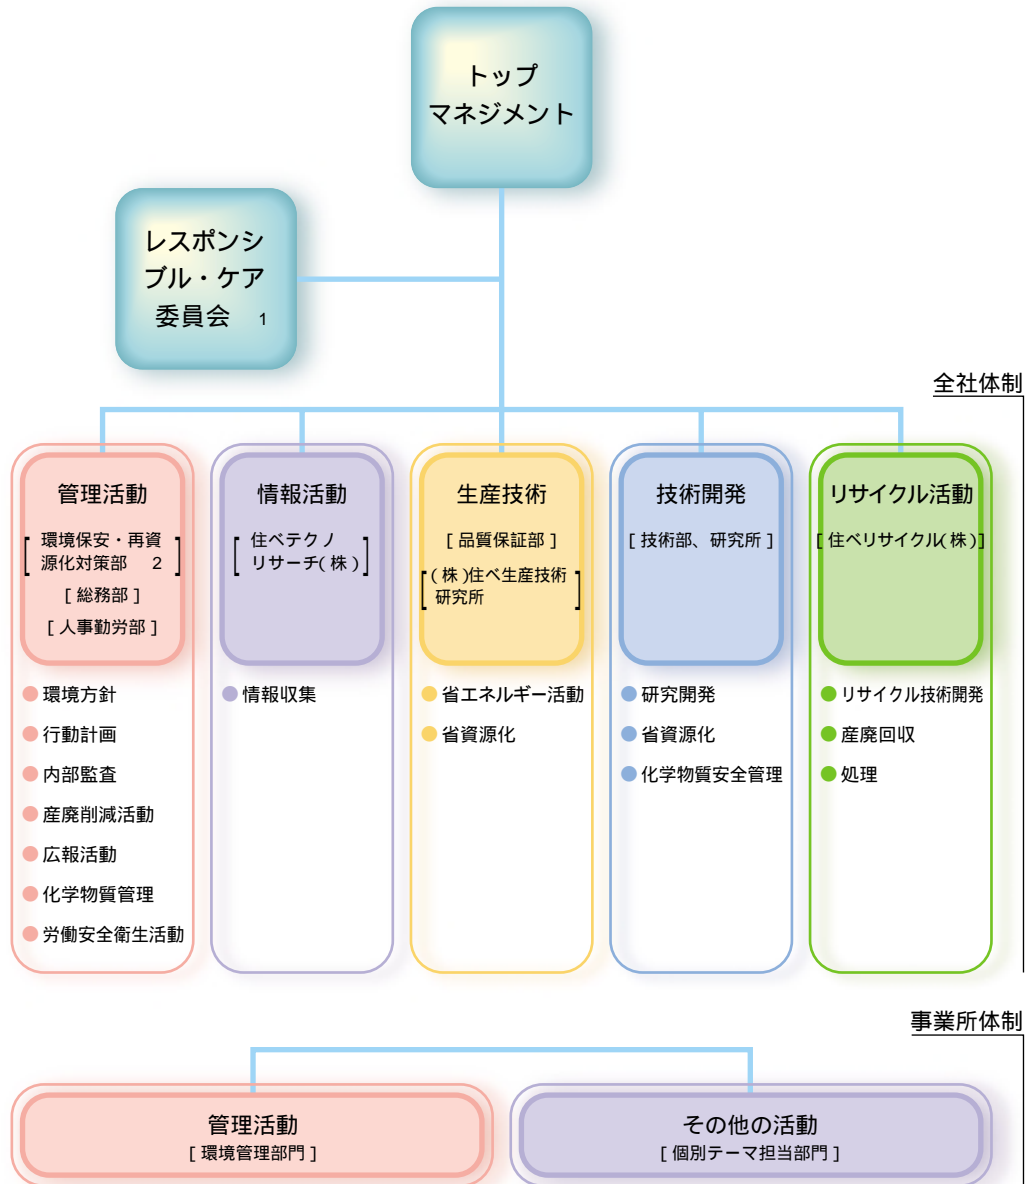 トップ
マネジメント
レスポンシ
ブル・ケア
委員会 1
全社体制
管理活動
[ 環境保安・再資
源化対策部 2 ]
[ 総務部 ]
[ 人事勤労部 ]
環境方針
行動計画
内部監査
産廃削減活動
広報活動
化学物質管理
労働安全衛生活動
情報活動
[ 住ベテクノ
リサーチ(株) ]
情報収集
生産技術
[ 品質保証部 ]
[ (株)住ベ生産技術
研究所 ]
省エネルギー活動
省資源化
技術開発
[ 技術部、研究所 ]
研究開発
省資源化
化学物質安全管理
リサイクル活動
[ 住ベリサイクル(株) ]
リサイクル技術開発
産廃回収
処理
事業所体制
管理活動
[ 環境管理部門 ]
その他の活動
[ 個別テーマ担当部門 ]